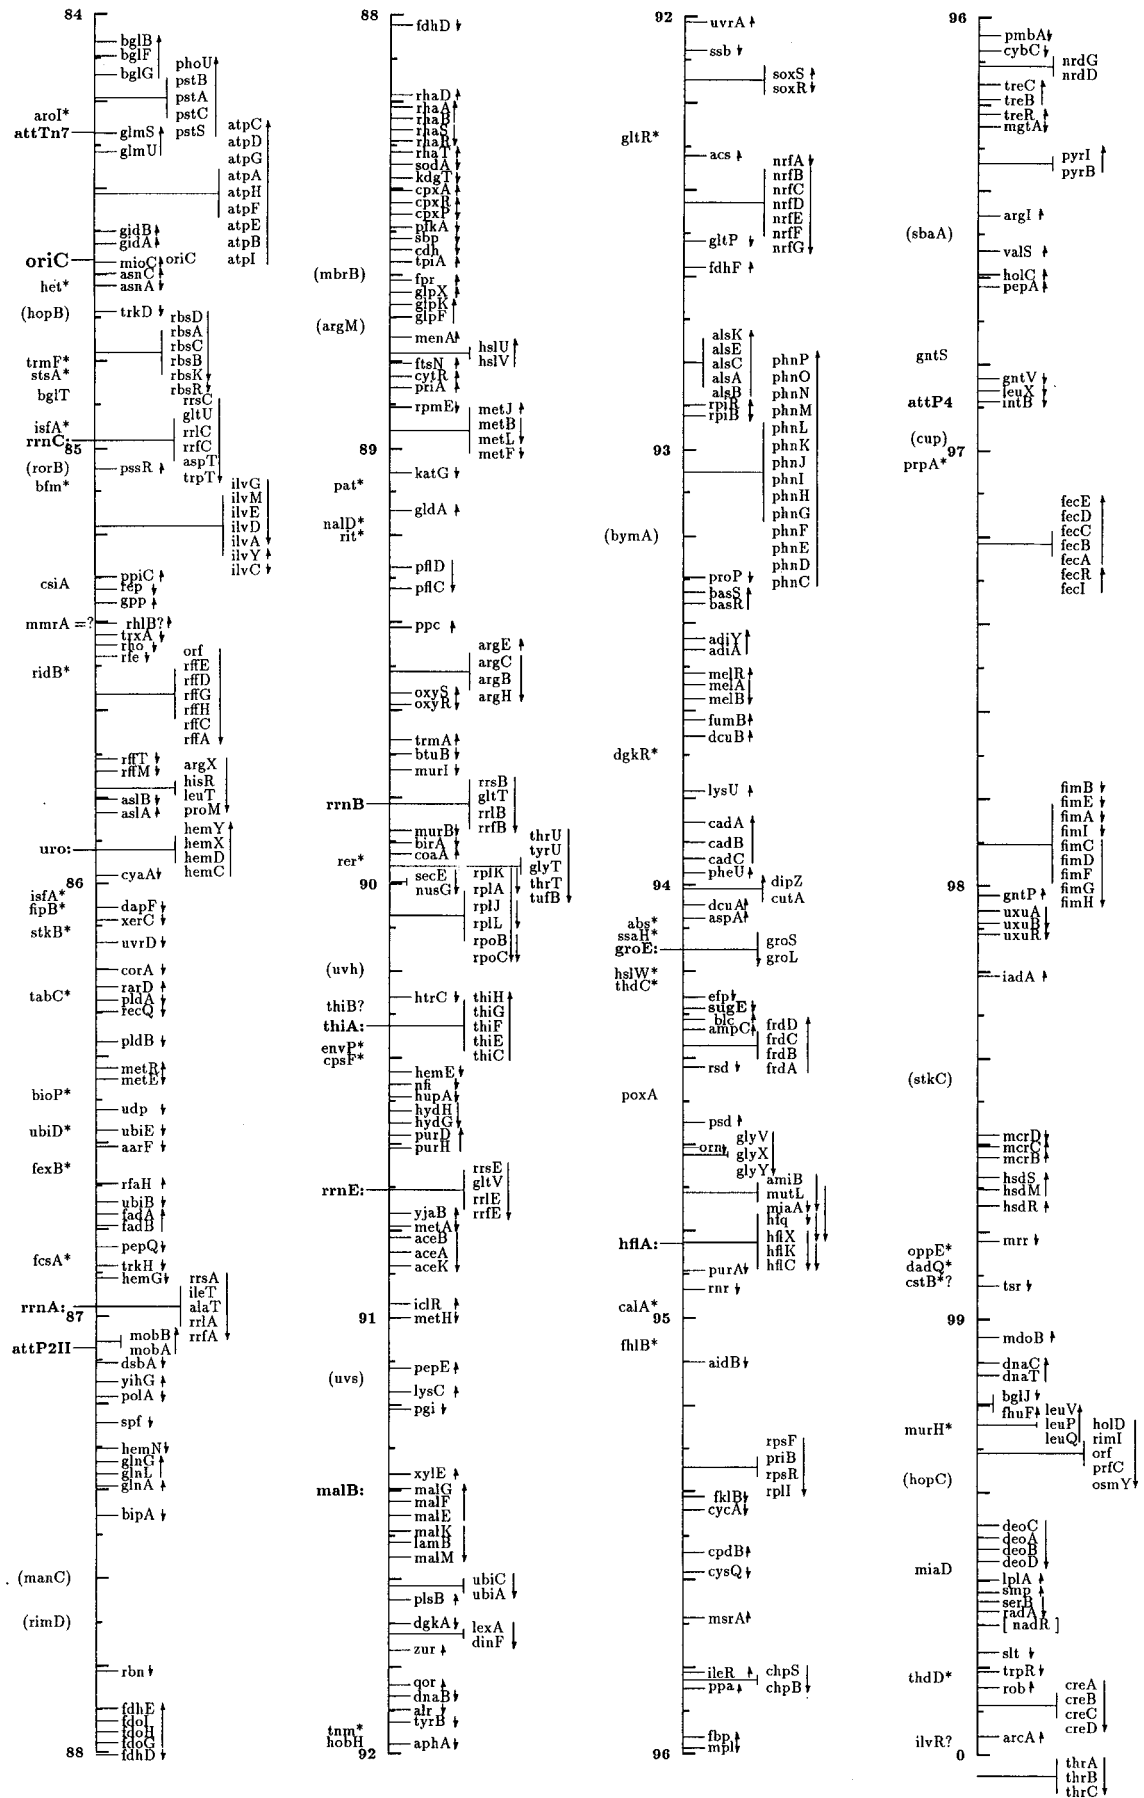 84
bglB
bglF
bglG
phoU
pstB
pstA
pstC
pstS
aroI*
attTn7
glmS
glmU
atpC
atpD
atpG
atpA
atpH
atpF
atpE
atpB
atpI
gidB
gidA
oriC
mioC oriC
asnC
het* asnA
(hopB) trkD
rbsD
rbsA
rbsC
rbsB
rbsK
rbsR
trmF*
stsA*
bglT
isfA*
rrnC:
rrsC
gltU
rrlC
rrfC
aspT
trpT
85
(rorB) pssR
bfm*
ilvG
ilvM
ilvE
ilvD
ilvA
ilvY
ilvC
ppiC
csiA rep
gpp
mmrA =? rhlB?
trxA
rho
rfe
ridB*
orf
rffE
rffD
rffG
rffH
rffC
rffA
rffT
rffM
argX
hisR
leuT
proM
aslB
aslA
uro:
hemY
hemX
hemD
hemC
cyaA
86
isfA*
fipB* dapF
xerC
stkB*
uvrD
corA
rarD
tabC* pldA
recQ
pldB
metR
metE
bioP*
udp
ubiD* ubiE
aarF
fexB*
rfaH
ubiB
fadA
fadB
pepQ
fcsA* trkH
hemG
rrnA:
rrsA
ileT
alaT
rrlA
rrfA
87
mobB
mobA
attP2II
dsbA
yihG
polA
spf
hemN
glnG
glnL
glnA
bipA
(manC)
(rimD)
rbn
fdhE
fdoI
fdoH
fdoG
88 fdhD
88
fdhD
rhaD
rhaA
rhaB
rhaS
rhaR
rhaT
sodA
kdgT
cpxA
cpxR
cpxP
pfkA
sbp
cdh
tpiA
(mbrB)
fpr
glpX
glpK
glpF
(argM)
menA
hslU
hslV
ftsN
cytR
priA
rpmE
metJ
metB
metL
metF
89
katG
pat*
gldA
nalD*
rit*
pflD
pflC
ppc
argE
argC
argB
argH
oxyS
oxyR
trmA
btuB
murI
rrnB
rrsB
gltT
rrlB
rrfB
murB
birA
coaA
thrU
tyrU
glyT
thrT
tufB
rer*
90
secE
nusG
rplK
rplA
rplJ
rplL
rpoB
rpoC
(uvh)
htrC
thiB?
thiA:
thiH
thiG
thiF
thiE
thiC
envP*
cpsF*
hemE
nfi
hupA
hydH
hydG
purD
purH
rrnE:
rrsE
gltV
rrlE
rrfE
yjaB
metA
aceB
aceA
aceK
iclR
91 metH
pepE
(uvs)
lysC
pgi
xylE
malB: malG
malF
malE
malK
lamB
malM
ubiC
ubiA
plsB
dgkA
lexA
dinF
zur
qor
dnaB
alr
tnm* tyrB
hobH aphA
92
92
uvrA
ssb
soxS
soxR
gltR*
acs
nrfA
nrfB
nrfC
nrfD
nrfE
nrfF
nrfG
gltP
fdhF
alsK
alsE
alsC
alsA
alsB
rpiR
rpiB
phnP
phnO
phnN
phnM
phnL
phnK
phnJ
phnI
phnH
phnG
phnF
phnE
phnD
phnC
93
(bymA)
proP
basS
basR
adiY
adiA
melR
melA
melB
fumB
dcuB
dgkR*
lysU
cadA
cadB
cadC
pheU
94
dipZ
cutA
dcuA
aspA
abs*
ssaH*
groE:
groS
groL
hslW*
thdC*
efp
sugE
blc
ampC
frdD
frdC
frdB
frdA
rsd
poxA
psd
orn
glyV
glyX
glyY
amiB
mutL
miaA
hfq
hflX
hflK
hflC
hflA:
purA
rnr
calA*
95
fhlB*
aidB
rpsF
priB
rpsR
rplI
fklB
cycA
cpdB
cysQ
msrA
ileR
ppa
chpS
chpB
fbp
mpl
96
96
pmbA
cybC
nrdG
nrdD
treC
treB
treR
mgtA
pyrI
pyrB
argI
(sbaA)
valS
holC
pepA
gntS
gntV
leuX
attP4 intB
(cup)
97
prpA*
fecE
fecD
fecC
fecB
fecA
fecR
fecI
fimB
fimE
fimA
fimI
fimC
fimD
fimF
fimG
fimH
98
gntP
uxuA
uxuB
uxuR
iadA
(stkC)
mcrD
mcrC
mcrB
hsdS
hsdM
hsdR
mrr
oppE*
dadQ*
cstB*? tsr
99
mdoB
dnaC
dnaT
bglJ
fhuF
leuV
leuP
leuQ
murH*
holD
rimI
orf
prfC
osmY
(hopC)
deoC
deoA
deoB
deoD
miaD
lplA
smp
serB
radA
[ nadR ]
slt
thdD* trpR
rob
creA
creB
creC
creD
ilvR? arcA
0
thrA
thrB
thrC